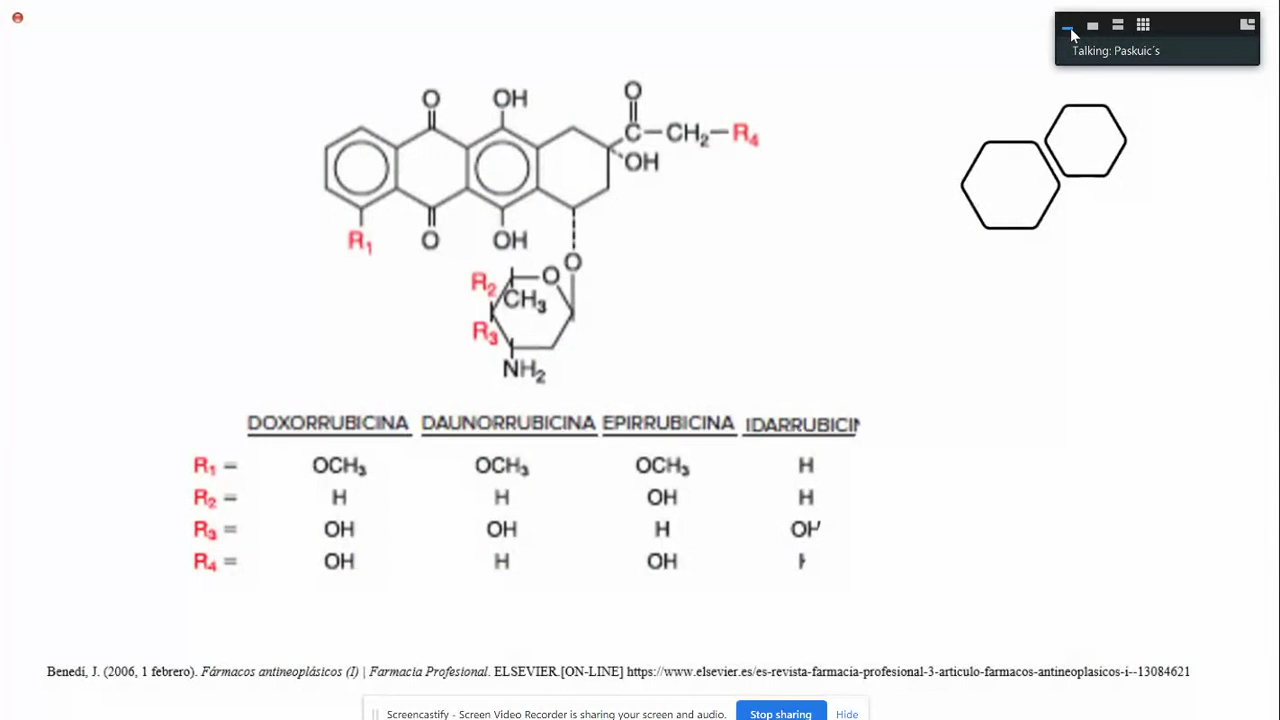 Talking: Paskuic´s
O OH O
C—CH₂—R₄
OH
R₁ O OH O
R₂ O
CH₃
R₃
NH₂
DOXORRUBICINA DAUNORRUBICINA EPIRRUBICINA
R₁ = OCH₃ OCH₃ OCH₃ H
R₂ = H H OH H
R₃ = OH OH H OH
R₄ = OH H OH
Benedí, J. (2006, 1 febrero). Fármacos antineoplásicos (I) | Farmacia Profesional. ELSEVIER.[ON-LINE] https://www.elsevier.es/es-revista-farmacia-profesional-3-articulo-farmacos-antineoplasicos-i--13084621
Screencastify - Screen Video Recorder is sharing your screen and audio. Stop sharing Hide